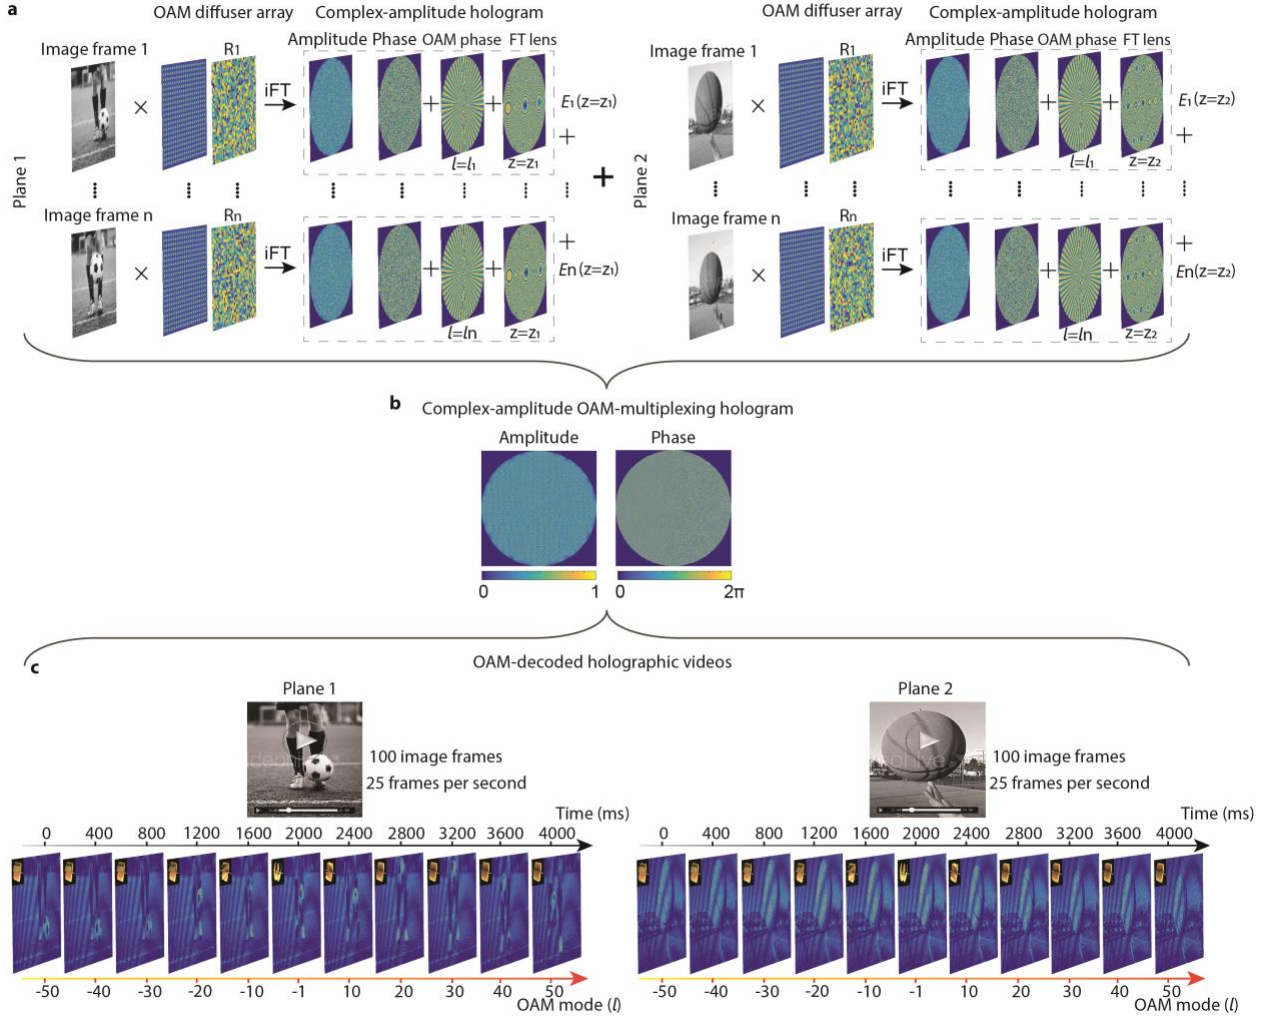 a
OAM diffuser array
Complex-amplitude hologram
Image frame 1
R1
Amplitude Phase OAM phase FT lens
iFT
E1(z=z1)
l=l1
z=z1
Plane 1
Image frame n
Rn
iFT
En(z=z1)
l=ln
z=z1
+
OAM diffuser array
Complex-amplitude hologram
Image frame 1
R1
Amplitude Phase OAM phase FT lens
iFT
E1(z=z2)
l=l1
z=z2
Plane 2
Image frame n
Rn
iFT
En(z=z2)
l=ln
z=z2
b
Complex-amplitude OAM-multiplexing hologram
Amplitude
Phase
0 1
0 2π
c
OAM-decoded holographic videos
Plane 1
100 image frames
25 frames per second
Time (ms)
0 400 800 1200 1600 2000 2400 2800 3200 3600 4000
-50 -40 -30 -20 -10 -1 10 20 30 40 50
OAM mode (l)
Plane 2
100 image frames
25 frames per second
Time (ms)
0 400 800 1200 1600 2000 2400 2800 3200 3600 4000
-50 -40 -30 -20 -10 -1 10 20 30 40 50
OAM mode (l)